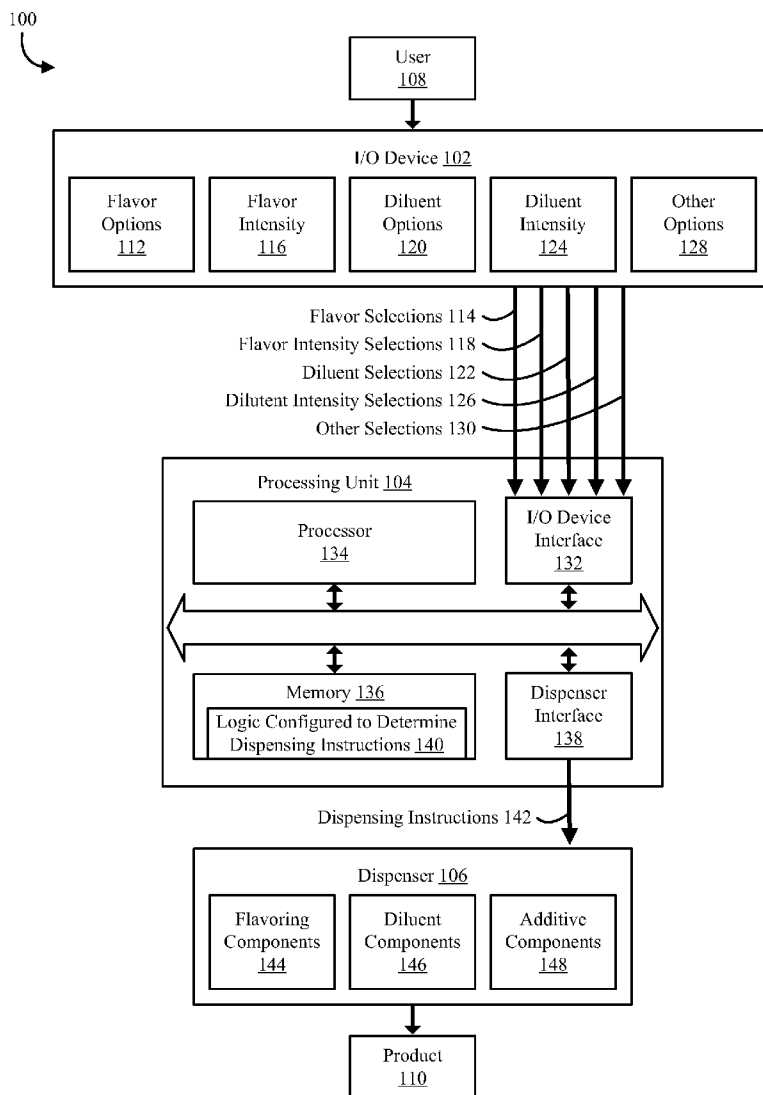 100
User
108
I/O Device 102
Flavor
Options
112
Flavor
Intensity
116
Diluent
Options
120
Diluent
Intensity
124
Other
Options
128
Flavor Selections 114
Flavor Intensity Selections 118
Diluent Selections 122
Dilutent Intensity Selections 126
Other Selections 130
Processing Unit 104
Processor
134
I/O Device
Interface
132
Memory 136
Logic Configured to Determine
Dispensing Instructions 140
Dispenser
Interface
138
Dispensing Instructions 142
Dispenser 106
Flavoring
Components
144
Diluent
Components
146
Additive
Components
148
Product
110